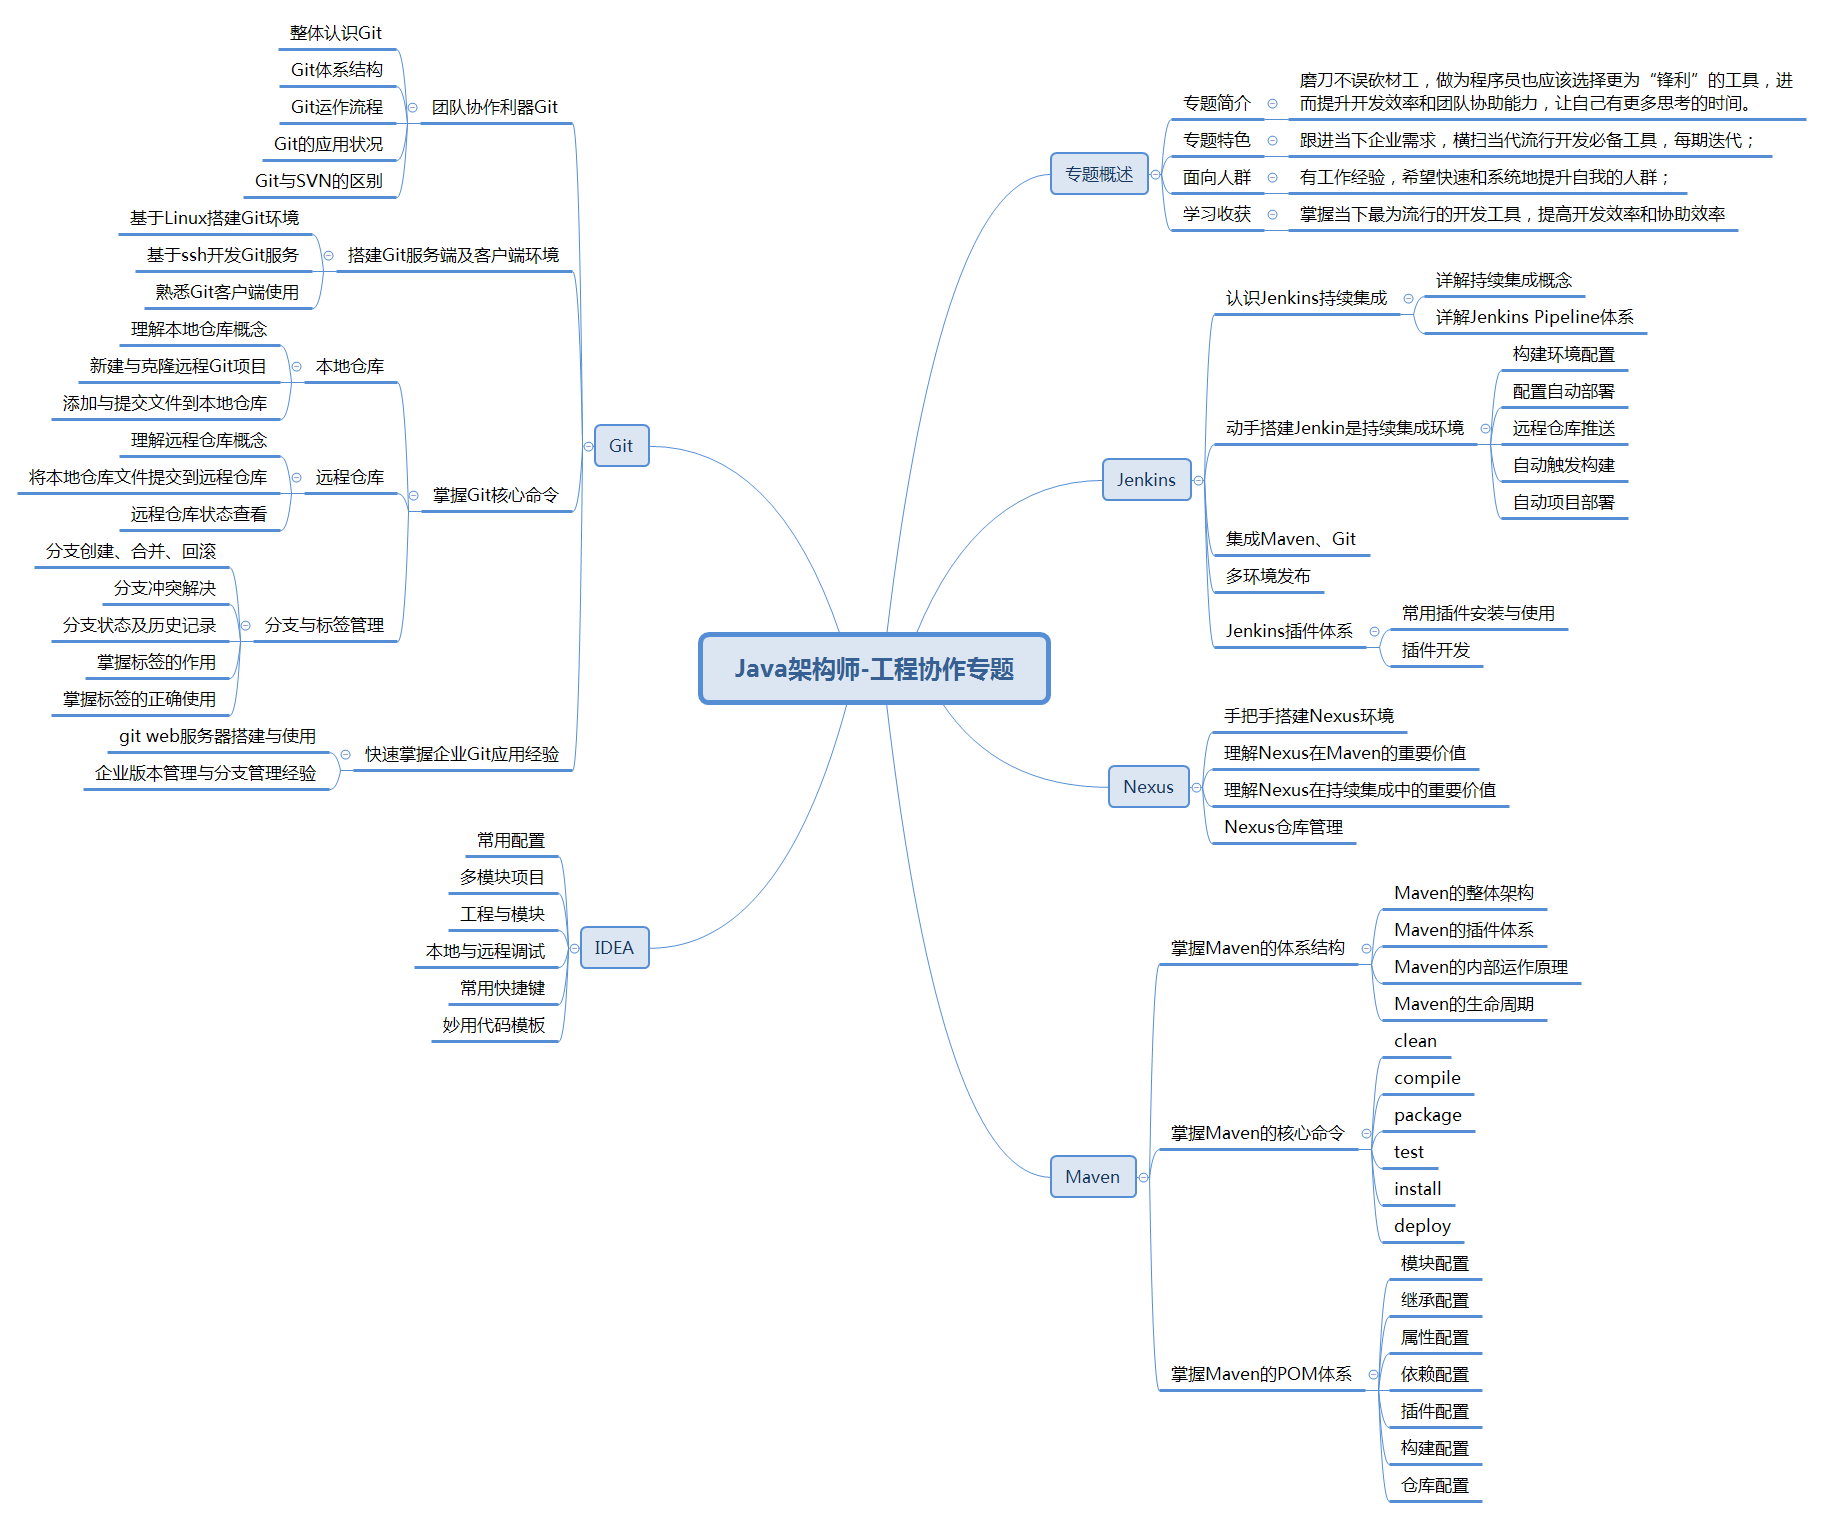 Java架构师-工程协作专题
专题概述
专题简介
磨刀不误砍材工，做为程序员也应该选择更为“锋利”的工具，进
而提升开发效率和团队协助能力，让自己有更多思考的时间。
专题特色
跟进当下企业需求，横扫当代流行开发必备工具，每期迭代；
面向人群
有工作经验，希望快速和系统地提升自我的人群；
学习收获
掌握当下最为流行的开发工具，提高开发效率和协助效率
Jenkins
认识Jenkins持续集成
详解持续集成概念
详解Jenkins Pipeline体系
动手搭建Jenkin是持续集成环境
构建环境配置
配置自动部署
远程仓库推送
自动触发构建
自动项目部署
集成Maven、Git
多环境发布
Jenkins插件体系
常用插件安装与使用
插件开发
Nexus
手把手搭建Nexus环境
理解Nexus在Maven的重要价值
理解Nexus在持续集成中的重要价值
Nexus仓库管理
Maven
掌握Maven的体系结构
Maven的整体架构
Maven的插件体系
Maven的内部运作原理
Maven的生命周期
掌握Maven的核心命令
clean
compile
package
test
install
deploy
掌握Maven的POM体系
模块配置
继承配置
属性配置
依赖配置
插件配置
构建配置
仓库配置
Git
团队协作利器Git
整体认识Git
Git体系结构
Git运作流程
Git的应用状况
Git与SVN的区别
搭建Git服务端及客户端环境
基于Linux搭建Git环境
基于ssh开发Git服务
熟悉Git客户端使用
掌握Git核心命令
本地仓库
理解本地仓库概念
新建与克隆远程Git项目
添加与提交文件到本地仓库
远程仓库
理解远程仓库概念
将本地仓库文件提交到远程仓库
远程仓库状态查看
分支与标签管理
分支创建、合并、回滚
分支冲突解决
分支状态及历史记录
掌握标签的作用
掌握标签的正确使用
快速掌握企业Git应用经验
git web服务器搭建与使用
企业版本管理与分支管理经验
IDEA
常用配置
多模块项目
工程与模块
本地与远程调试
常用快捷键
妙用代码模板